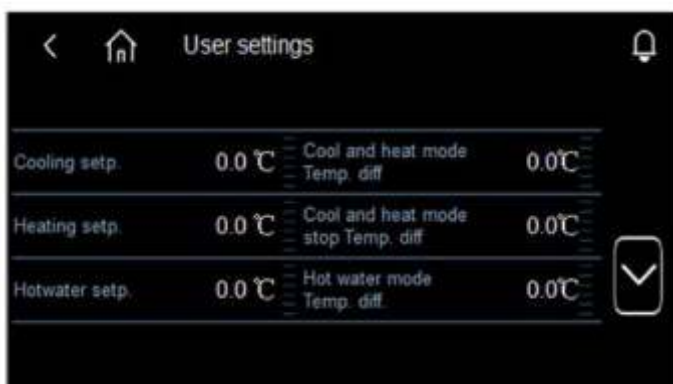 User settings
Cooling setp. 0.0 ℃ Cool and heat mode
Temp. diff 0.0℃
Heating setp. 0.0 ℃ Cool and heat mode
stop Temp. diff 0.0℃
Hotwater setp. 0.0 ℃ Hot water mode
Temp. diff. 0.0℃